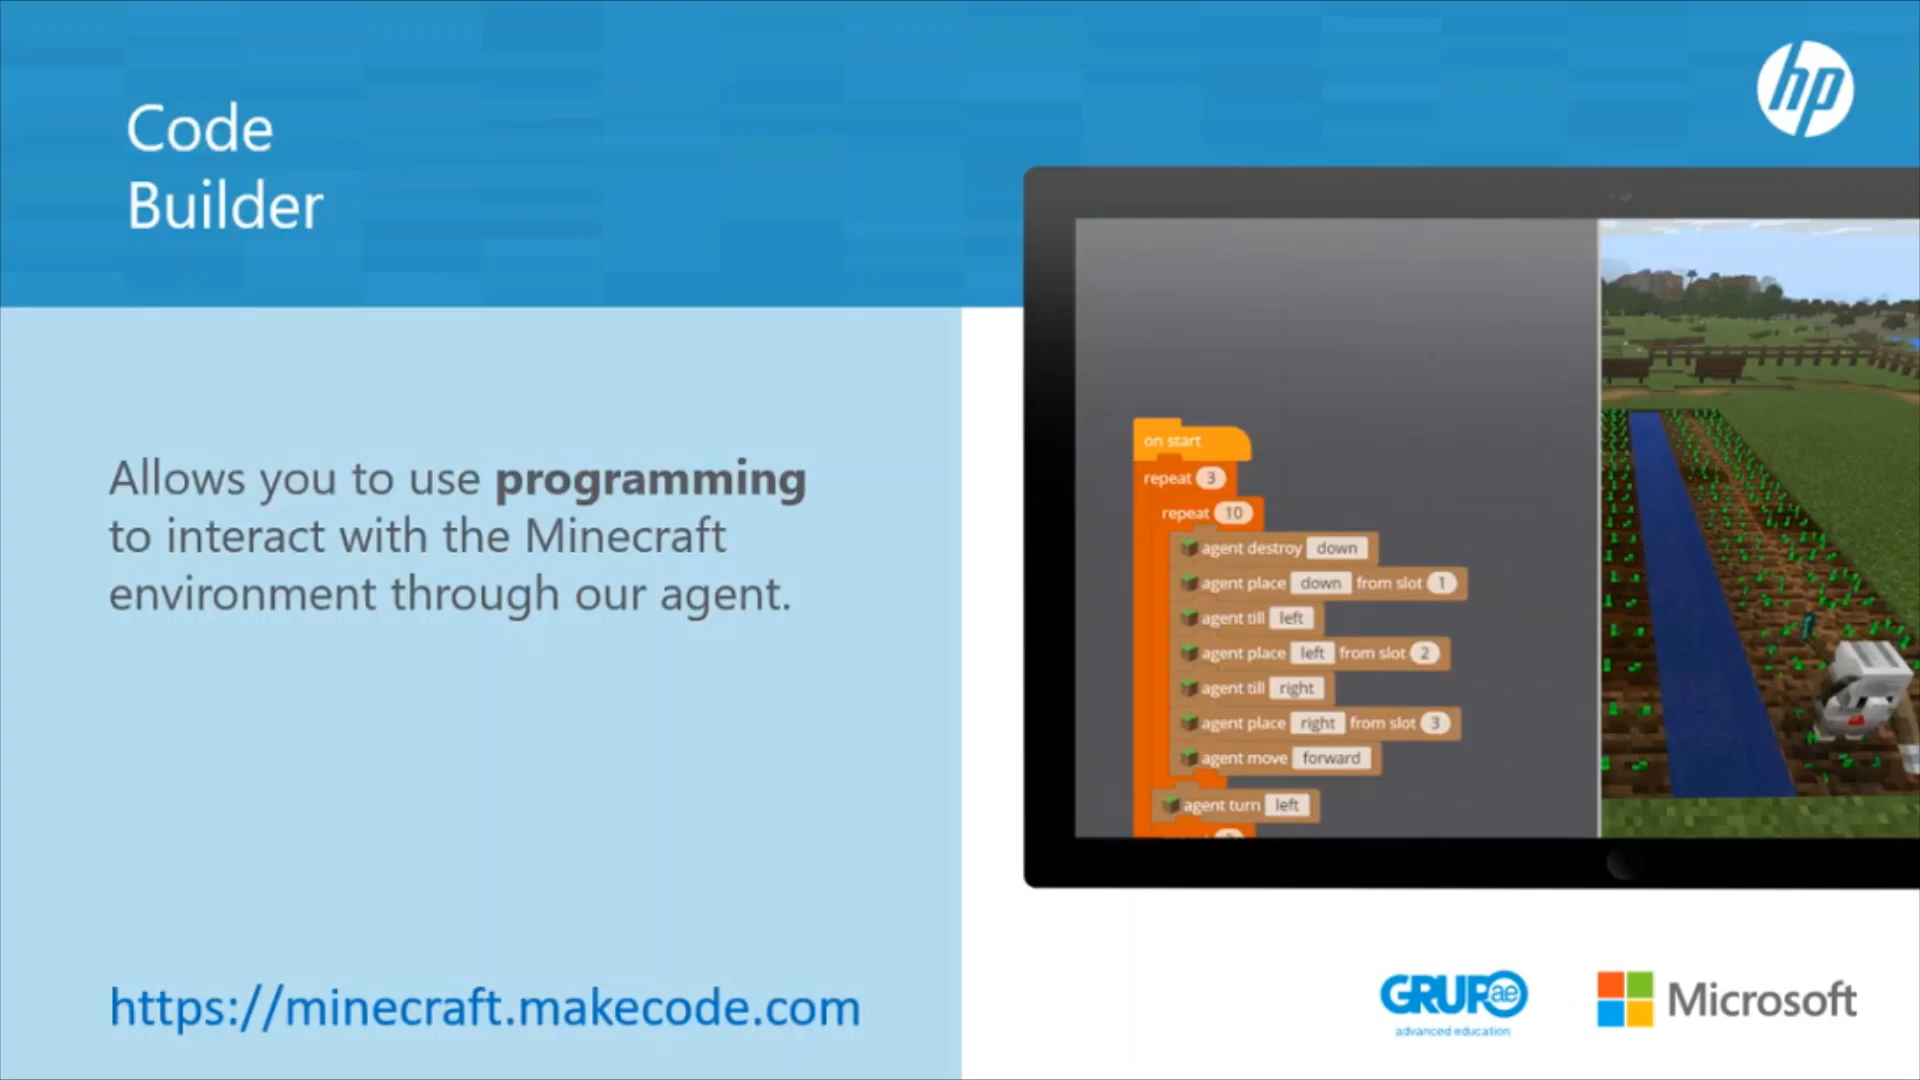 Code
Builder
hp
Allows you to use programming
to interact with the Minecraft
environment through our agent.
on start
repeat 3
repeat 10
agent destroy down
agent place down from slot 1
agent till left
agent place left from slot 2
agent till right
agent place right from slot 3
agent move forward
agent turn left
https://minecraft.makecode.com
GRUPO ae
advanced education
Microsoft